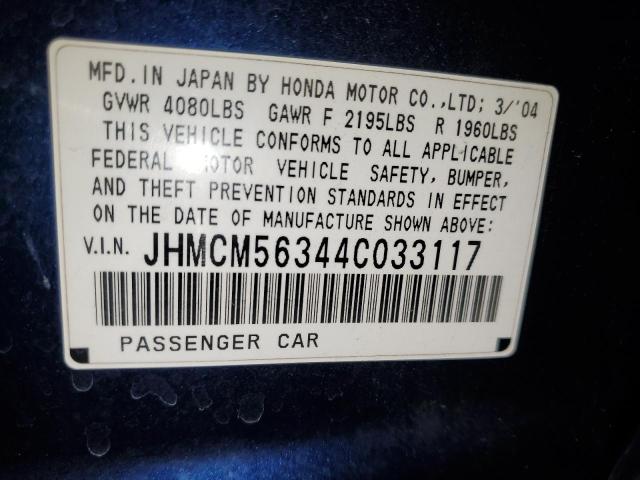 MFD. IN JAPAN BY HONDA MOTOR CO.,LTD; 3/'04
GVWR 4080LBS GAWR F 2195LBS R 1960LBS
THIS VEHICLE CONFORMS TO ALL APPLICABLE
FEDERAL MOTOR VEHICLE SAFETY, BUMPER,
AND THEFT PREVENTION STANDARDS IN EFFECT
ON THE DATE OF MANUFACTURE SHOWN ABOVE:
V.I.N. JHMCM56344C033117
PASSENGER CAR